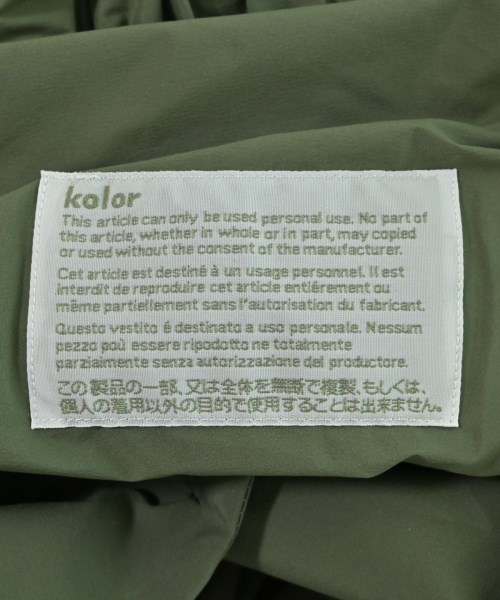 kolor
This article can only be used personal use. No part of
this article, whether in whole or in part, may copied
or used without the consent of the manufacturer.
Cet article est destiné à un usage personnel. Il est
interdit de reproduire cet article entiérement ou
même partiellement sans l'autorisation du fabricant.
Questo vestito é destinato a uso personale. Nessum
pezzo può essere ripodotto ne totalmente
parzialmente senza autorizzazione del productore.
この製品の一部、又は全体を無断で複製、もしくは、
個人の着用以外の目的で使用することは出来ません。